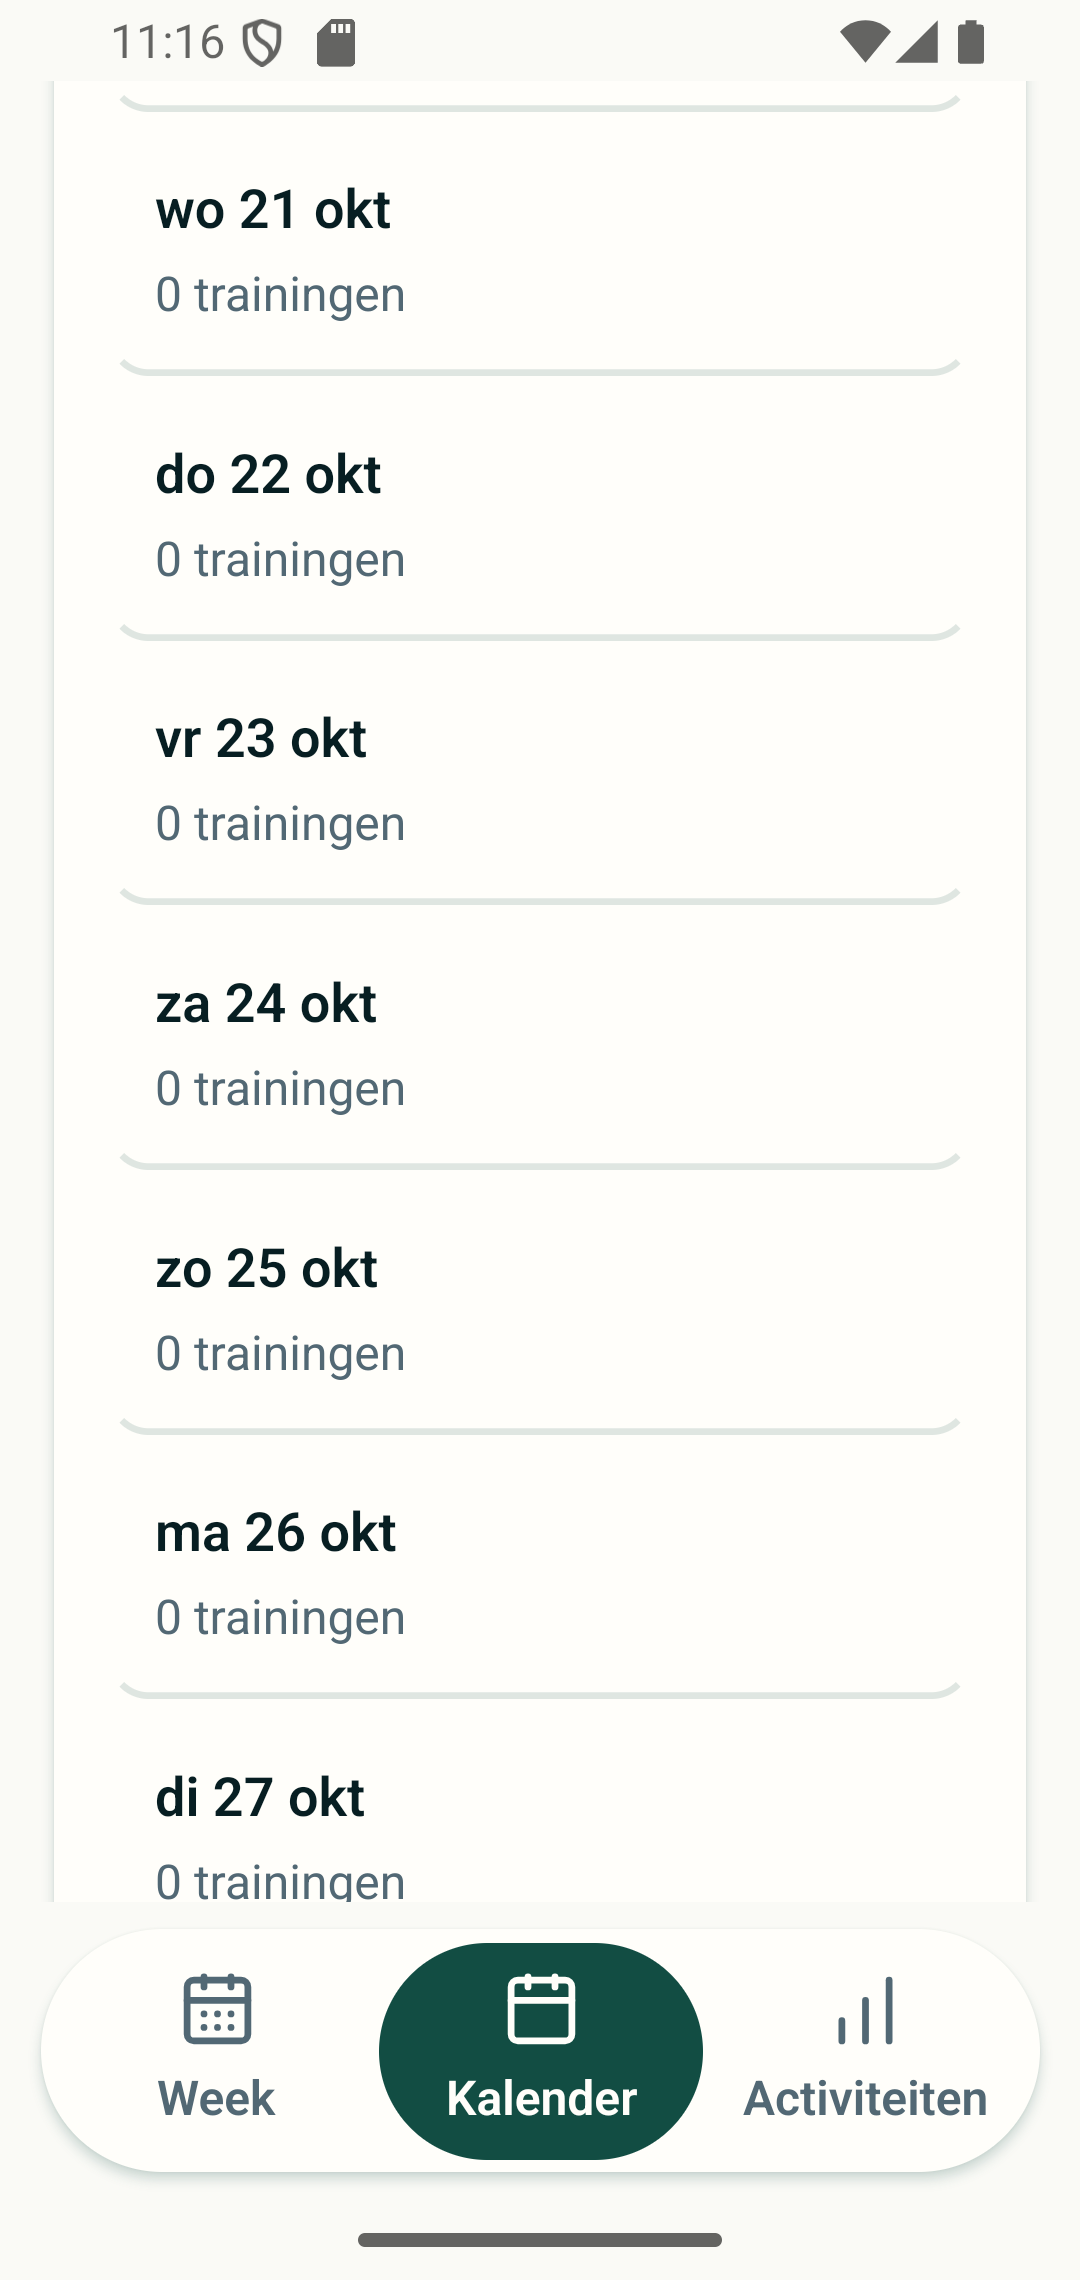 11:16
wo 21 okt
0 trainingen
do 22 okt
0 trainingen
vr 23 okt
0 trainingen
za 24 okt
0 trainingen
zo 25 okt
0 trainingen
ma 26 okt
0 trainingen
di 27 okt
0 trainingen
Week
Kalender
Activiteiten